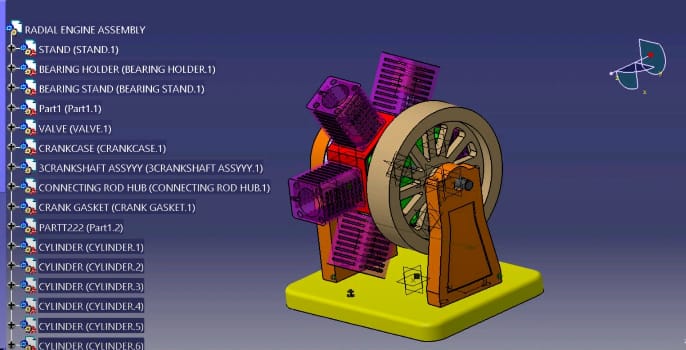 RADIAL ENGINE ASSEMBLY
STAND (STAND.1)
BEARING HOLDER (BEARING HOLDER.1)
BEARING STAND (BEARING STAND.1)
Part1 (Part1.1)
VALVE (VALVE.1)
CRANKCASE (CRANKCASE.1)
3CRANKSHAFT ASSYYY (3CRANKSHAFT ASSYYY.1)
CONNECTING ROD HUB (CONNECTING ROD HUB.1)
CRANK GASKET (CRANK GASKET.1)
PARTT222 (Part1.2)
CYLINDER (CYLINDER.1)
CYLINDER (CYLINDER.2)
CYLINDER (CYLINDER.3)
CYLINDER (CYLINDER.4)
CYLINDER (CYLINDER.5)
CYLINDER (CYLINDER.6)